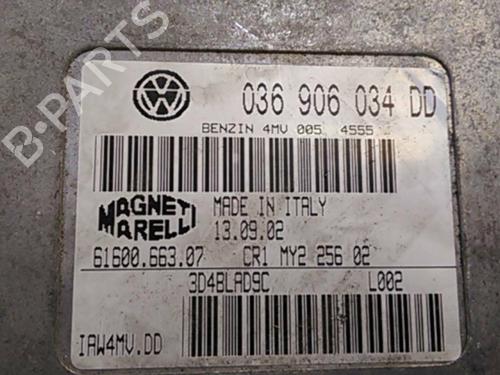 036 906 034 DD
BENZIN 4MV 005 4555
MAGNETI
MARELLI
MADE IN ITALY
13.09.02
61600.663.07 CR1 MY2 256 02
3D4BLAD9C L002
IAW4MV.DD
B-PARTS